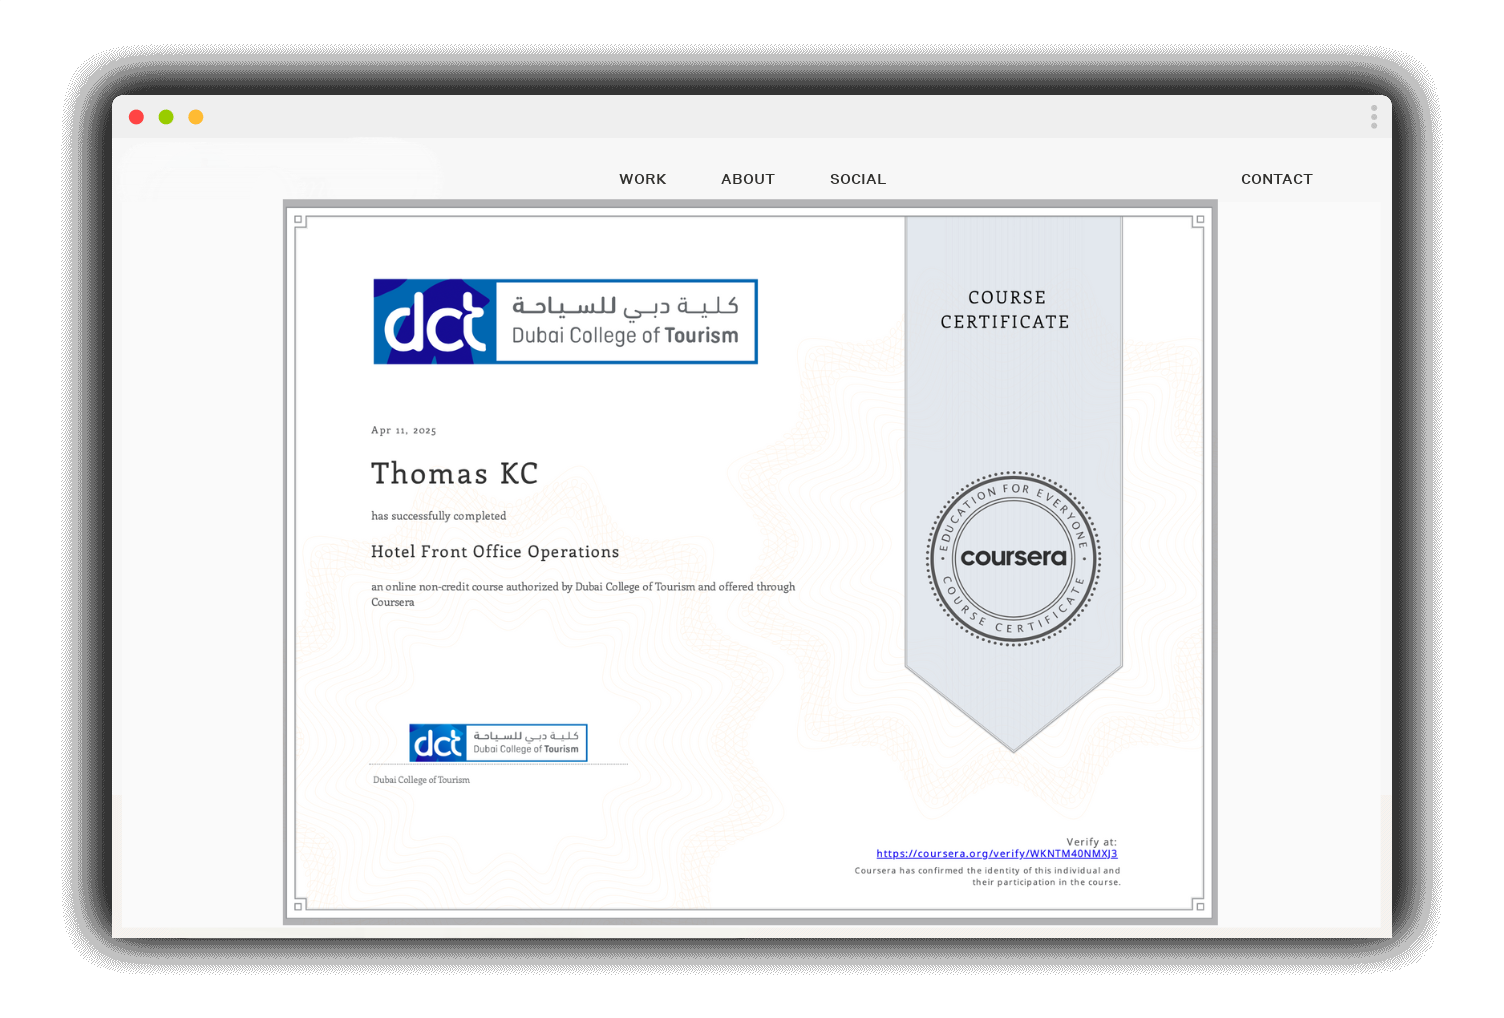 WORK ABOUT SOCIAL CONTACT
dct
كلية دبي للسياحة
Dubai College of Tourism
COURSE
CERTIFICATE
Apr 11, 2025
Thomas KC
has successfully completed
Hotel Front Office Operations
an online non-credit course authorized by Dubai College of Tourism and offered through
Coursera
EDUCATION FOR EVERYONE
coursera
COURSE CERTIFICATE
dct
كلية دبي للسياحة
Dubai College of Tourism
Dubai College of Tourism
Verify at:
https://coursera.org/verify/WKNTM40NMXJ3
Coursera has confirmed the identity of this individual and
their participation in the course.